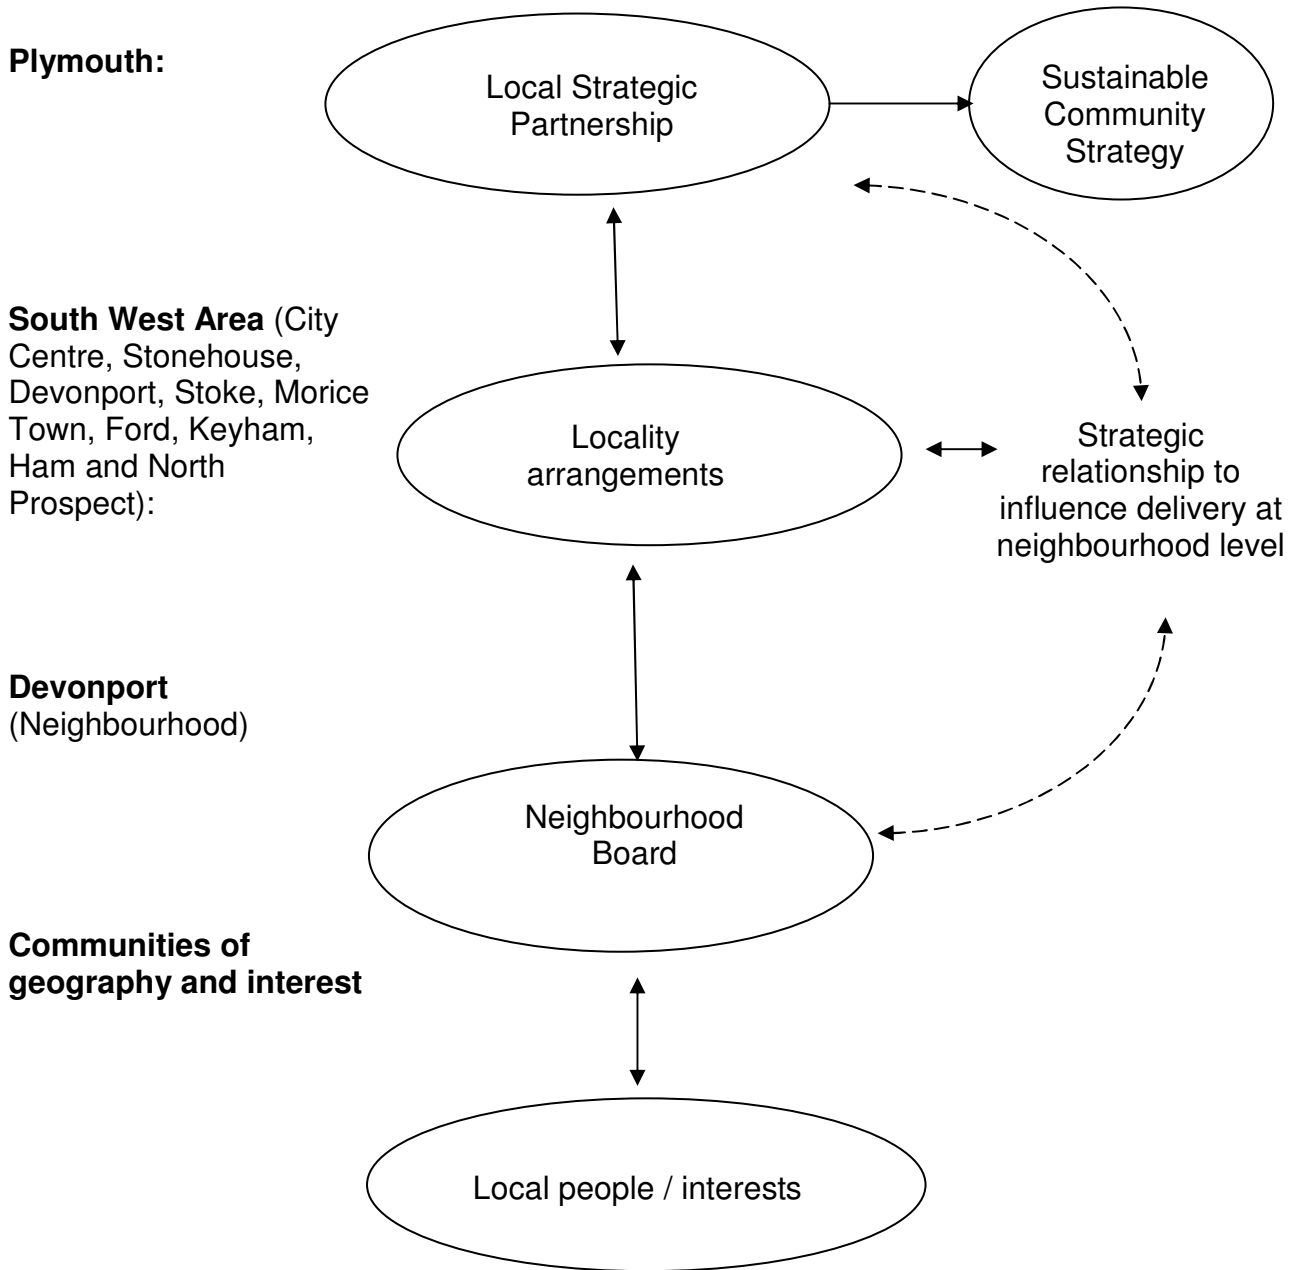 Plymouth:
Local Strategic
Partnership
Sustainable
Community
Strategy
South West Area (City
Centre, Stonehouse,
Devonport, Stoke, Morice
Town, Ford, Keyham,
Ham and North
Prospect):
Locality
arrangements
Strategic
relationship to
influence delivery at
neighbourhood level
Devonport
(Neighbourhood)
Neighbourhood
Board
Communities of
geography and interest
Local people / interests